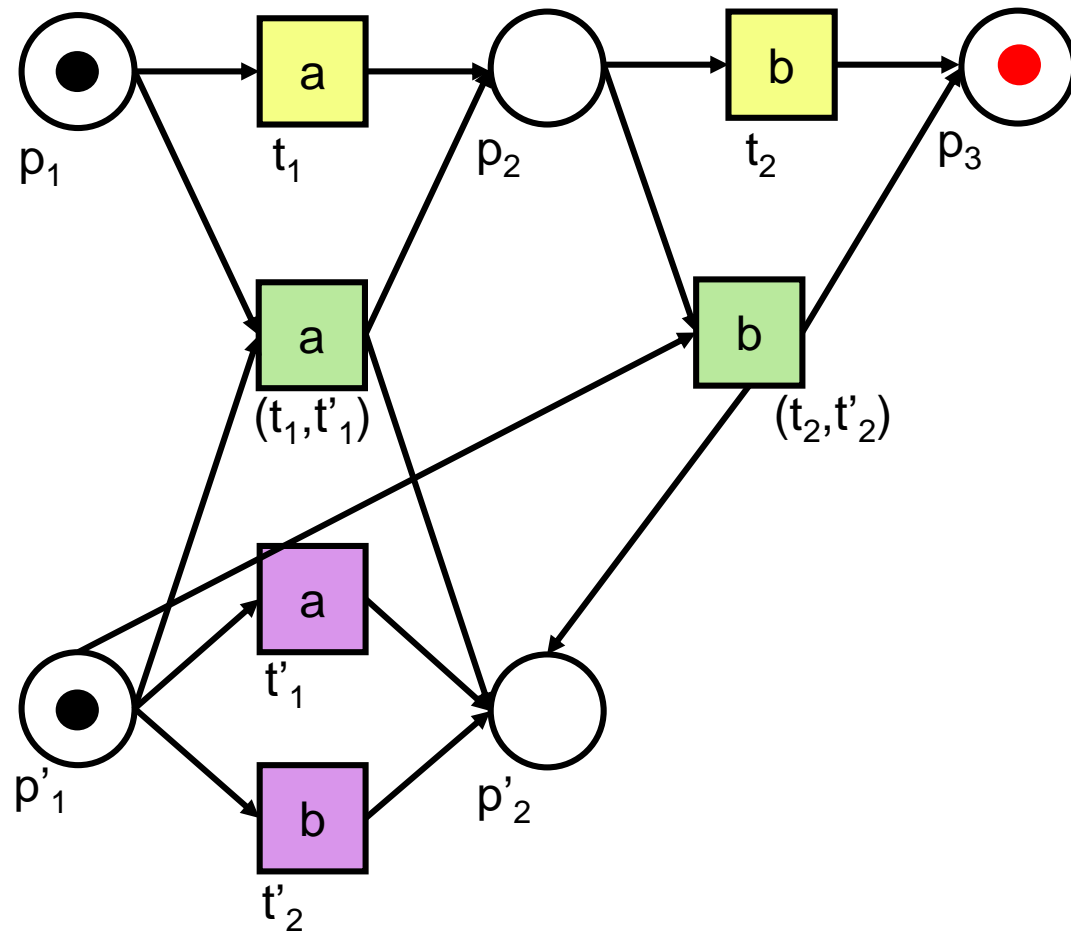 a
b
p₁
t₁
p₂
t₂
p₃
a
b
(t₁,t'₁)
(t₂,t'₂)
a
t'₁
p'₁
p'₂
b
t'₂